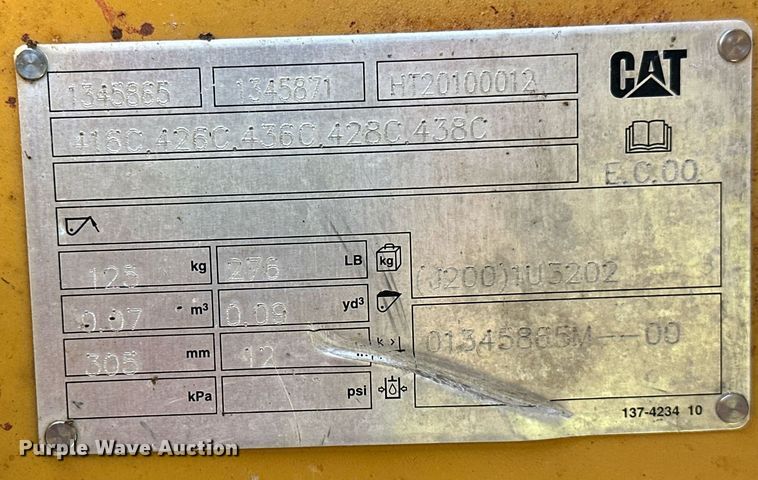 1345865 1345871 HT20100012 CAT
416C,426C,436C,428C,438C
E.C.00
125 kg 276 LB kg (J200)1U3202
0.07 m³ 0.09 yd³
305 mm 12 01345865M--00
kPa psi
137-4234 10
Purple Wave Auction